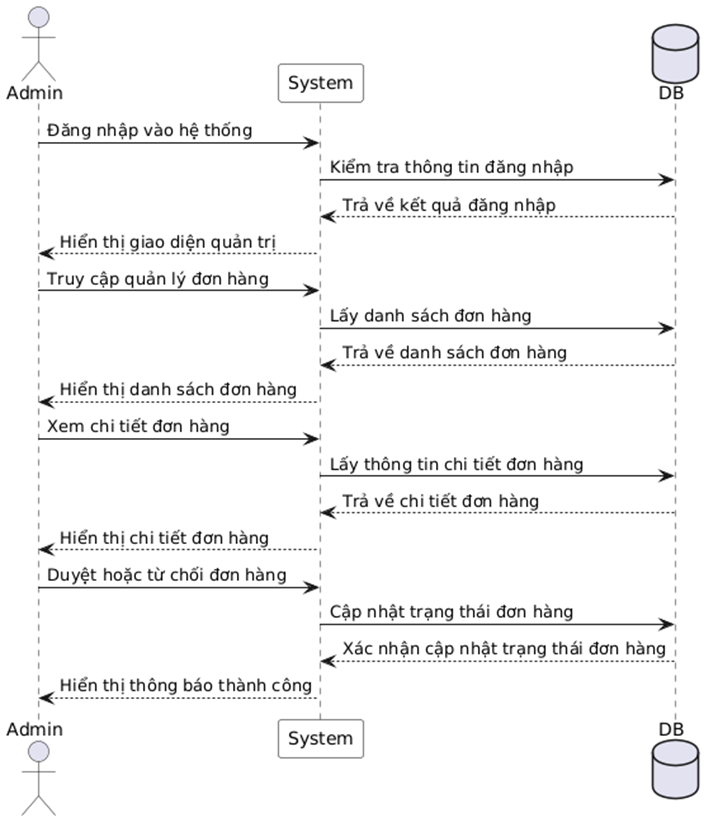 Admin
System
DB
Đăng nhập vào hệ thống
Kiểm tra thông tin đăng nhập
Trả về kết quả đăng nhập
Hiển thị giao diện quản trị
Truy cập quản lý đơn hàng
Lấy danh sách đơn hàng
Trả về danh sách đơn hàng
Hiển thị danh sách đơn hàng
Xem chi tiết đơn hàng
Lấy thông tin chi tiết đơn hàng
Trả về chi tiết đơn hàng
Hiển thị chi tiết đơn hàng
Duyệt hoặc từ chối đơn hàng
Cập nhật trạng thái đơn hàng
Xác nhận cập nhật trạng thái đơn hàng
Hiển thị thông báo thành công
Admin
System
DB